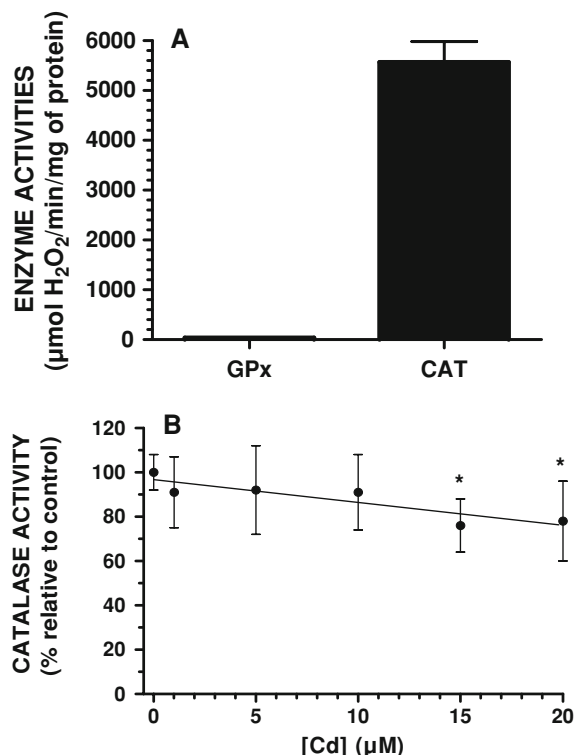 A
ENZYME ACTIVITIES
(µmol H₂O₂/min/mg of protein)
6000
5000
4000
3000
2000
1000
0
GPx CAT
B
CATALASE ACTIVITY
(% relative to control)
120
100
80
60
40
20
0
* *
0 5 10 15 20
[Cd] (µM)